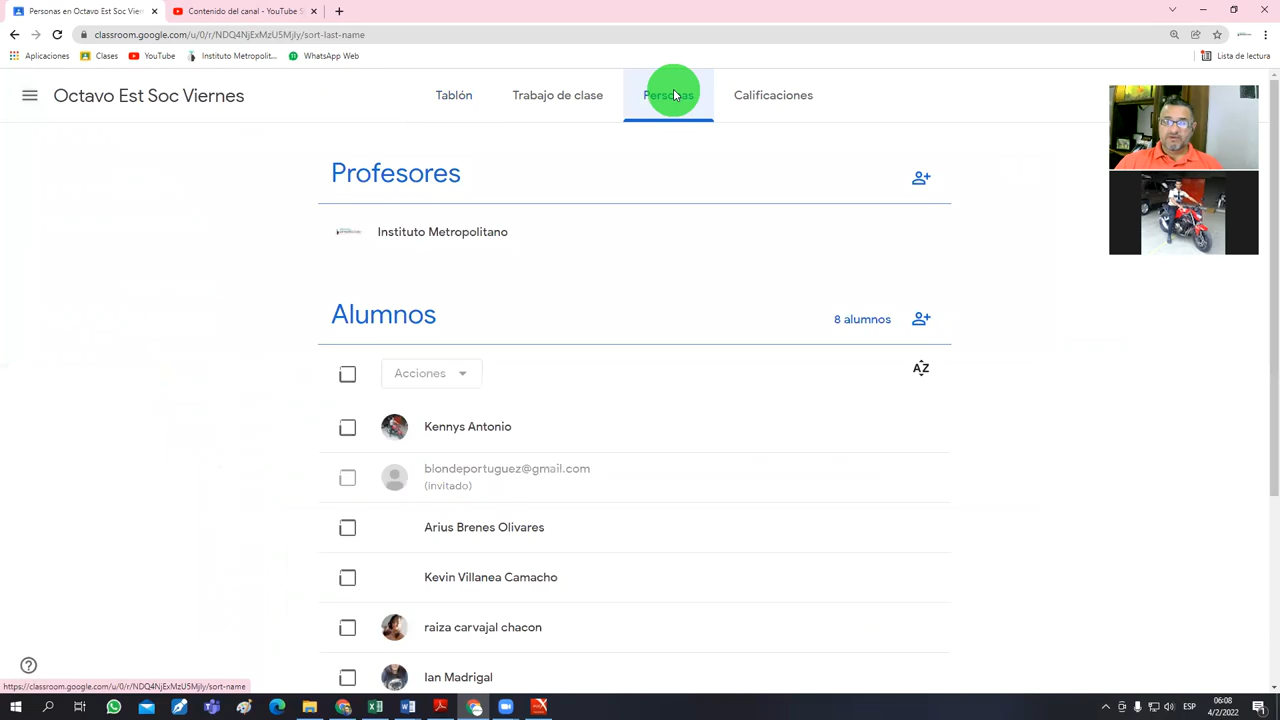 Personas en Octavo Est Soc Vier
Contenido del canal - YouTube S
classroom.google.com/u/0/r/NDQ4NjExMzU5Mjly/sort-last-name
Aplicaciones
Clases
YouTube
Instituto Metropolit...
WhatsApp Web
Lista de lectura
Octavo Est Soc Viernes
Tablón
Trabajo de clase
Personas
Calificaciones
Profesores
Instituto Metropolitano
Alumnos
8 alumnos
Acciones
AZ
Kennys Antonio
blondeportuguez@gmail.com
(invitado)
Arius Brenes Olivares
Kevin Villanea Camacho
raiza carvajal chacon
Ian Madrigal
https://classroom.google.com/u/0/r/NDQ4NjExMzU5Mjly/sort-name
ESP
06:08
4/2/2022